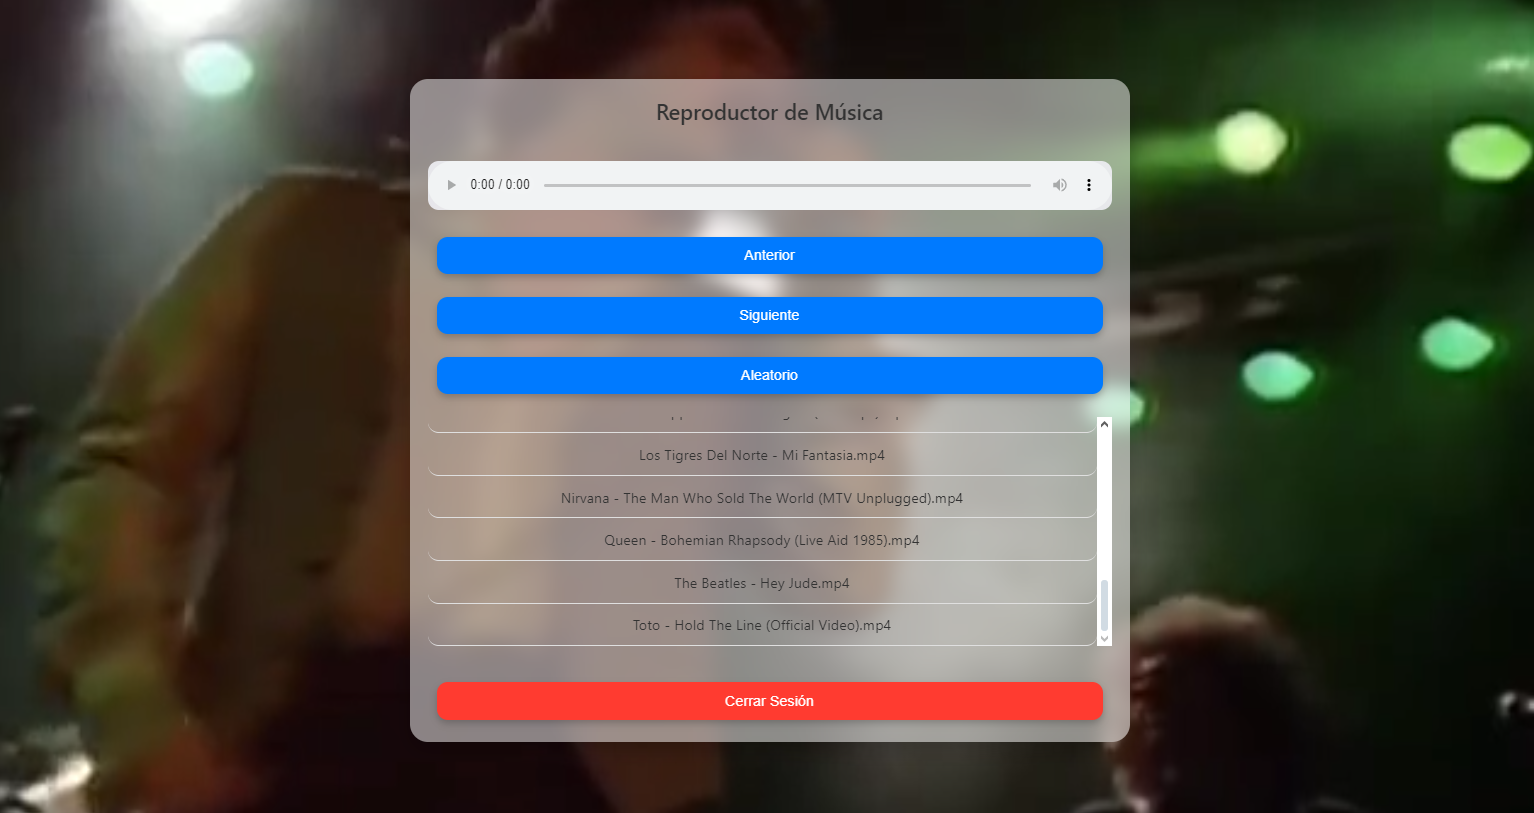 Reproductor de Música
0:00 / 0:00
Anterior
Siguiente
Aleatorio
Los Tigres Del Norte - Mi Fantasia.mp4
Nirvana - The Man Who Sold The World (MTV Unplugged).mp4
Queen - Bohemian Rhapsody (Live Aid 1985).mp4
The Beatles - Hey Jude.mp4
Toto - Hold The Line (Official Video).mp4
Cerrar Sesión